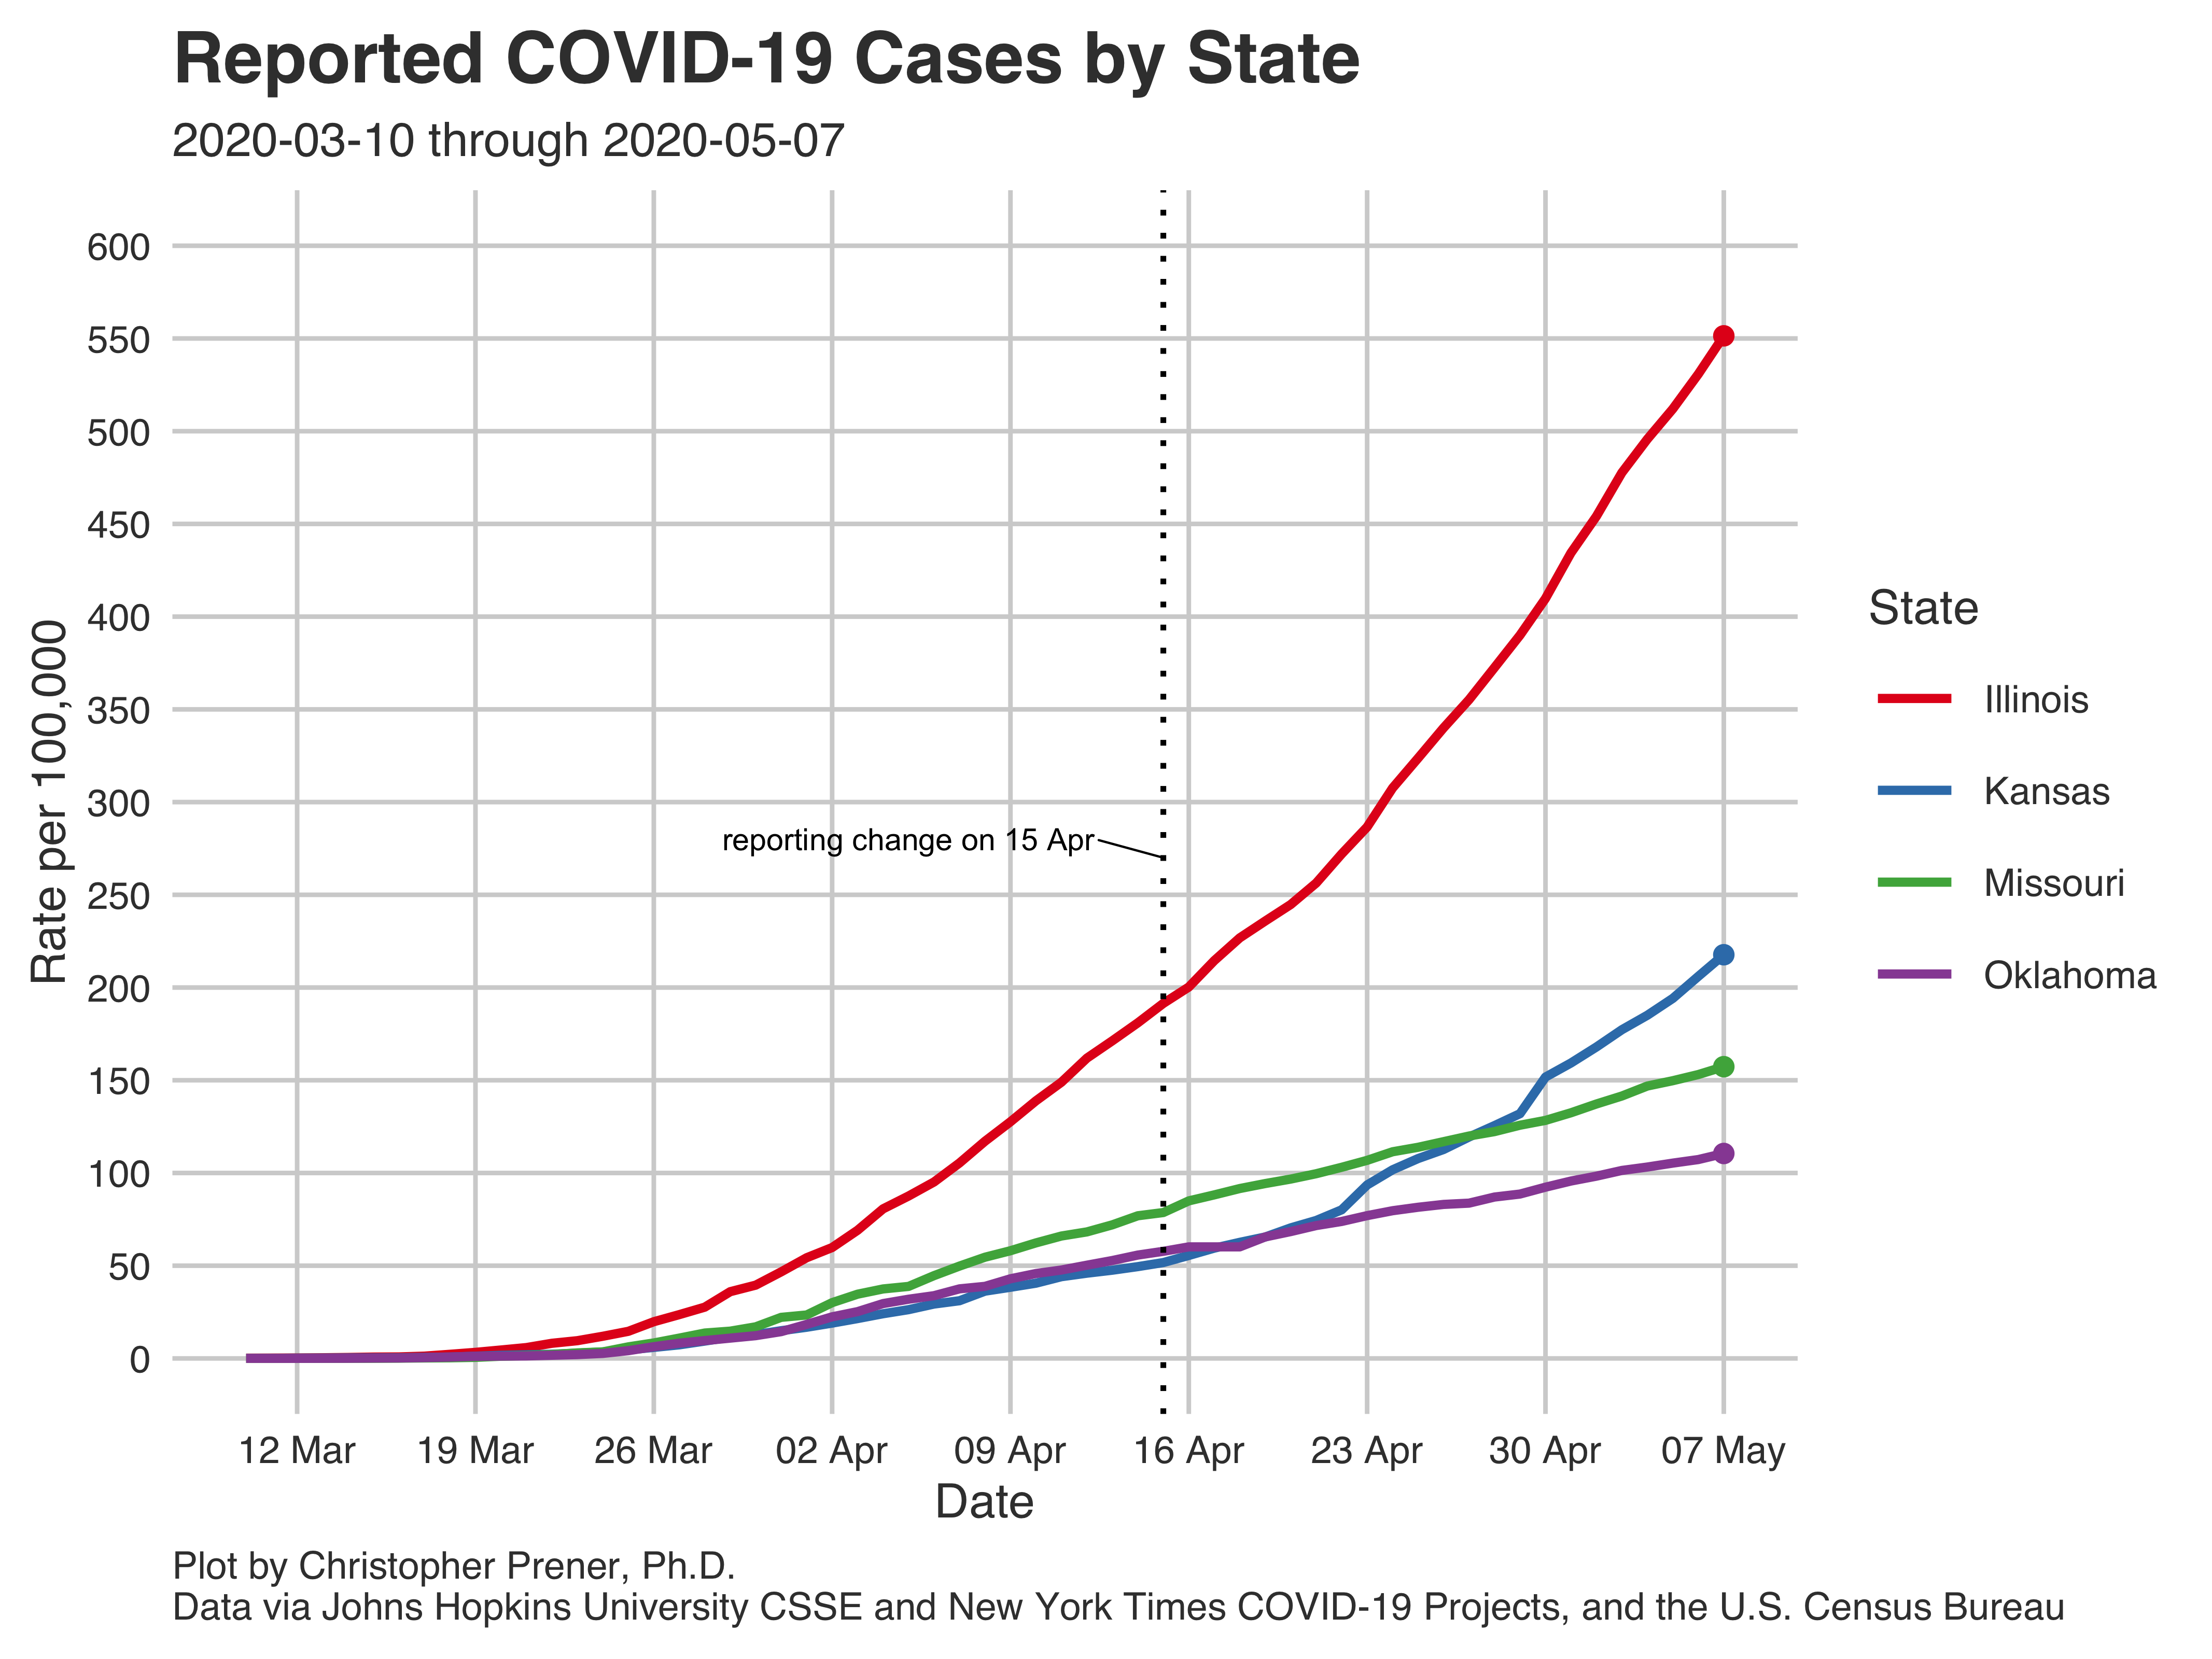 Reported COVID-19 Cases by State
2020-03-10 through 2020-05-07
Rate per 100,000
600
550
500
450
400
350
300
250
200
150
100
50
0
reporting change on 15 Apr
12 Mar 19 Mar 26 Mar 02 Apr 09 Apr 16 Apr 23 Apr 30 Apr 07 May
Date
State
Illinois
Kansas
Missouri
Oklahoma
Plot by Christopher Prener, Ph.D.
Data via Johns Hopkins University CSSE and New York Times COVID-19 Projects, and the U.S. Census Bureau